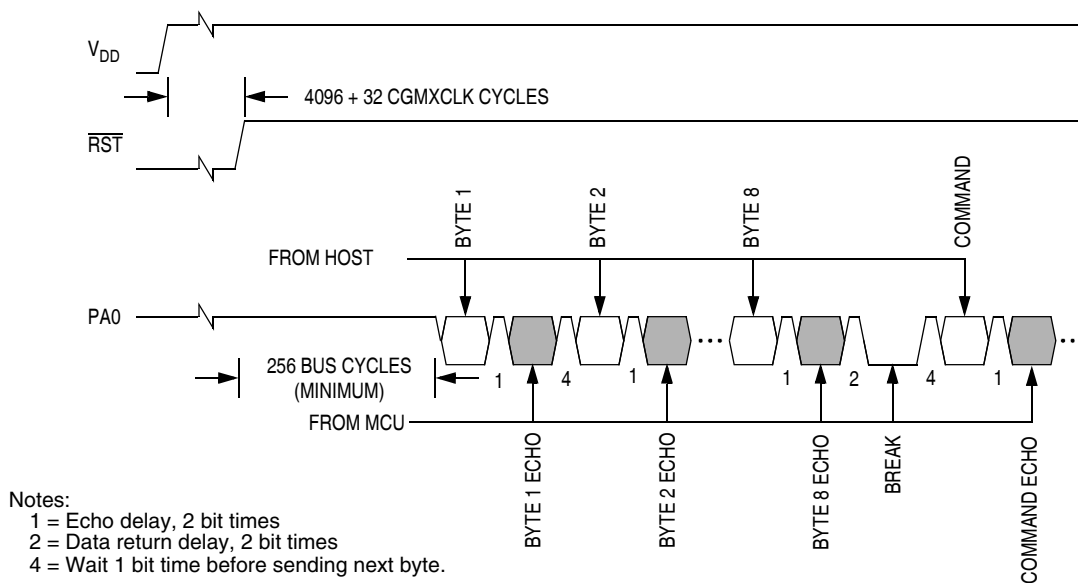 VDD
4096 + 32 CGMXCLK CYCLES
RST
BYTE 1
BYTE 2
BYTE 8
COMMAND
FROM HOST
PA0
256 BUS CYCLES
(MINIMUM)
1
4
1
1
2
4
1
FROM MCU
BYTE 1 ECHO
BYTE 2 ECHO
BYTE 8 ECHO
BREAK
COMMAND ECHO
Notes:
1 = Echo delay, 2 bit times
2 = Data return delay, 2 bit times
4 = Wait 1 bit time before sending next byte.